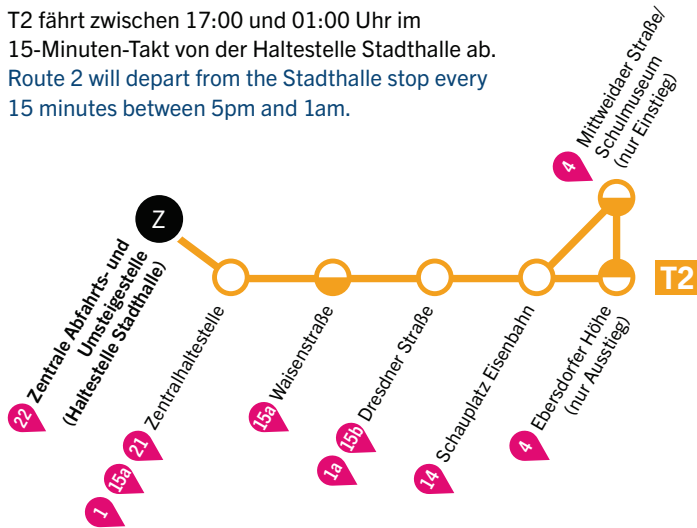 T2 fährt zwischen 17:00 und 01:00 Uhr im
15-Minuten-Takt von der Haltestelle Stadthalle ab.
Route 2 will depart from the Stadthalle stop every
15 minutes between 5pm and 1am.
Z
22 Zentrale Abfahrts- und
Umsteigestelle
(Haltestelle Stadthalle)
1 15a 21 Zentralhaltestelle
15a Waisenstraße
1a 15b Dresdner Straße
14 Schauplatz Eisenbahn
4 Ebersdorfer Höhe
(nur Ausstieg)
4 Mittweidaer Straße/
Schulmuseum
(nur Einstieg)
T2